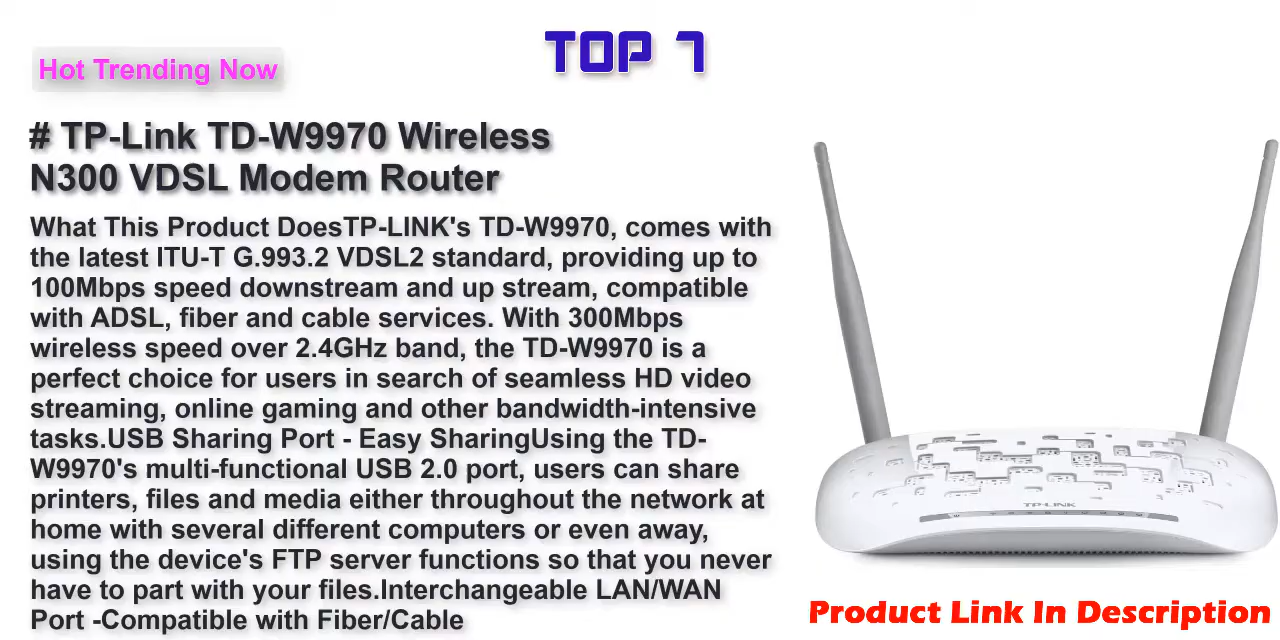 TOP 7
Hot Trending Now
# TP-Link TD-W9970 Wireless
N300 VDSL Modem Router
What This Product DoesTP-LINK's TD-W9970, comes with
the latest ITU-T G.993.2 VDSL2 standard, providing up to
100Mbps speed downstream and up stream, compatible
with ADSL, fiber and cable services. With 300Mbps
wireless speed over 2.4GHz band, the TD-W9970 is a
perfect choice for users in search of seamless HD video
streaming, online gaming and other bandwidth-intensive
tasks.USB Sharing Port - Easy SharingUsing the TD-
W9970's multi-functional USB 2.0 port, users can share
printers, files and media either throughout the network at
home with several different computers or even away,
using the device's FTP server functions so that you never
have to part with your files.Interchangeable LAN/WAN
Port -Compatible with Fiber/Cable
TP-LINK
Product Link In Description